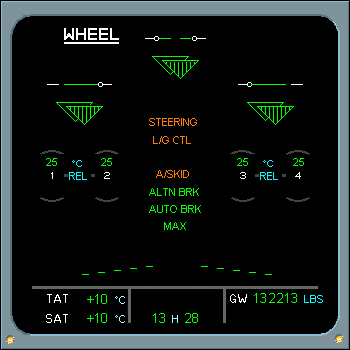 WHEEL
STEERING
L/G CTL
25 °C 25
1 REL 2
A/SKID
25 °C 25
3 REL 4
ALTN BRK
AUTO BRK
MAX
TAT +10 °C
GW 132213 LBS
SAT +10 °C
13 H 28